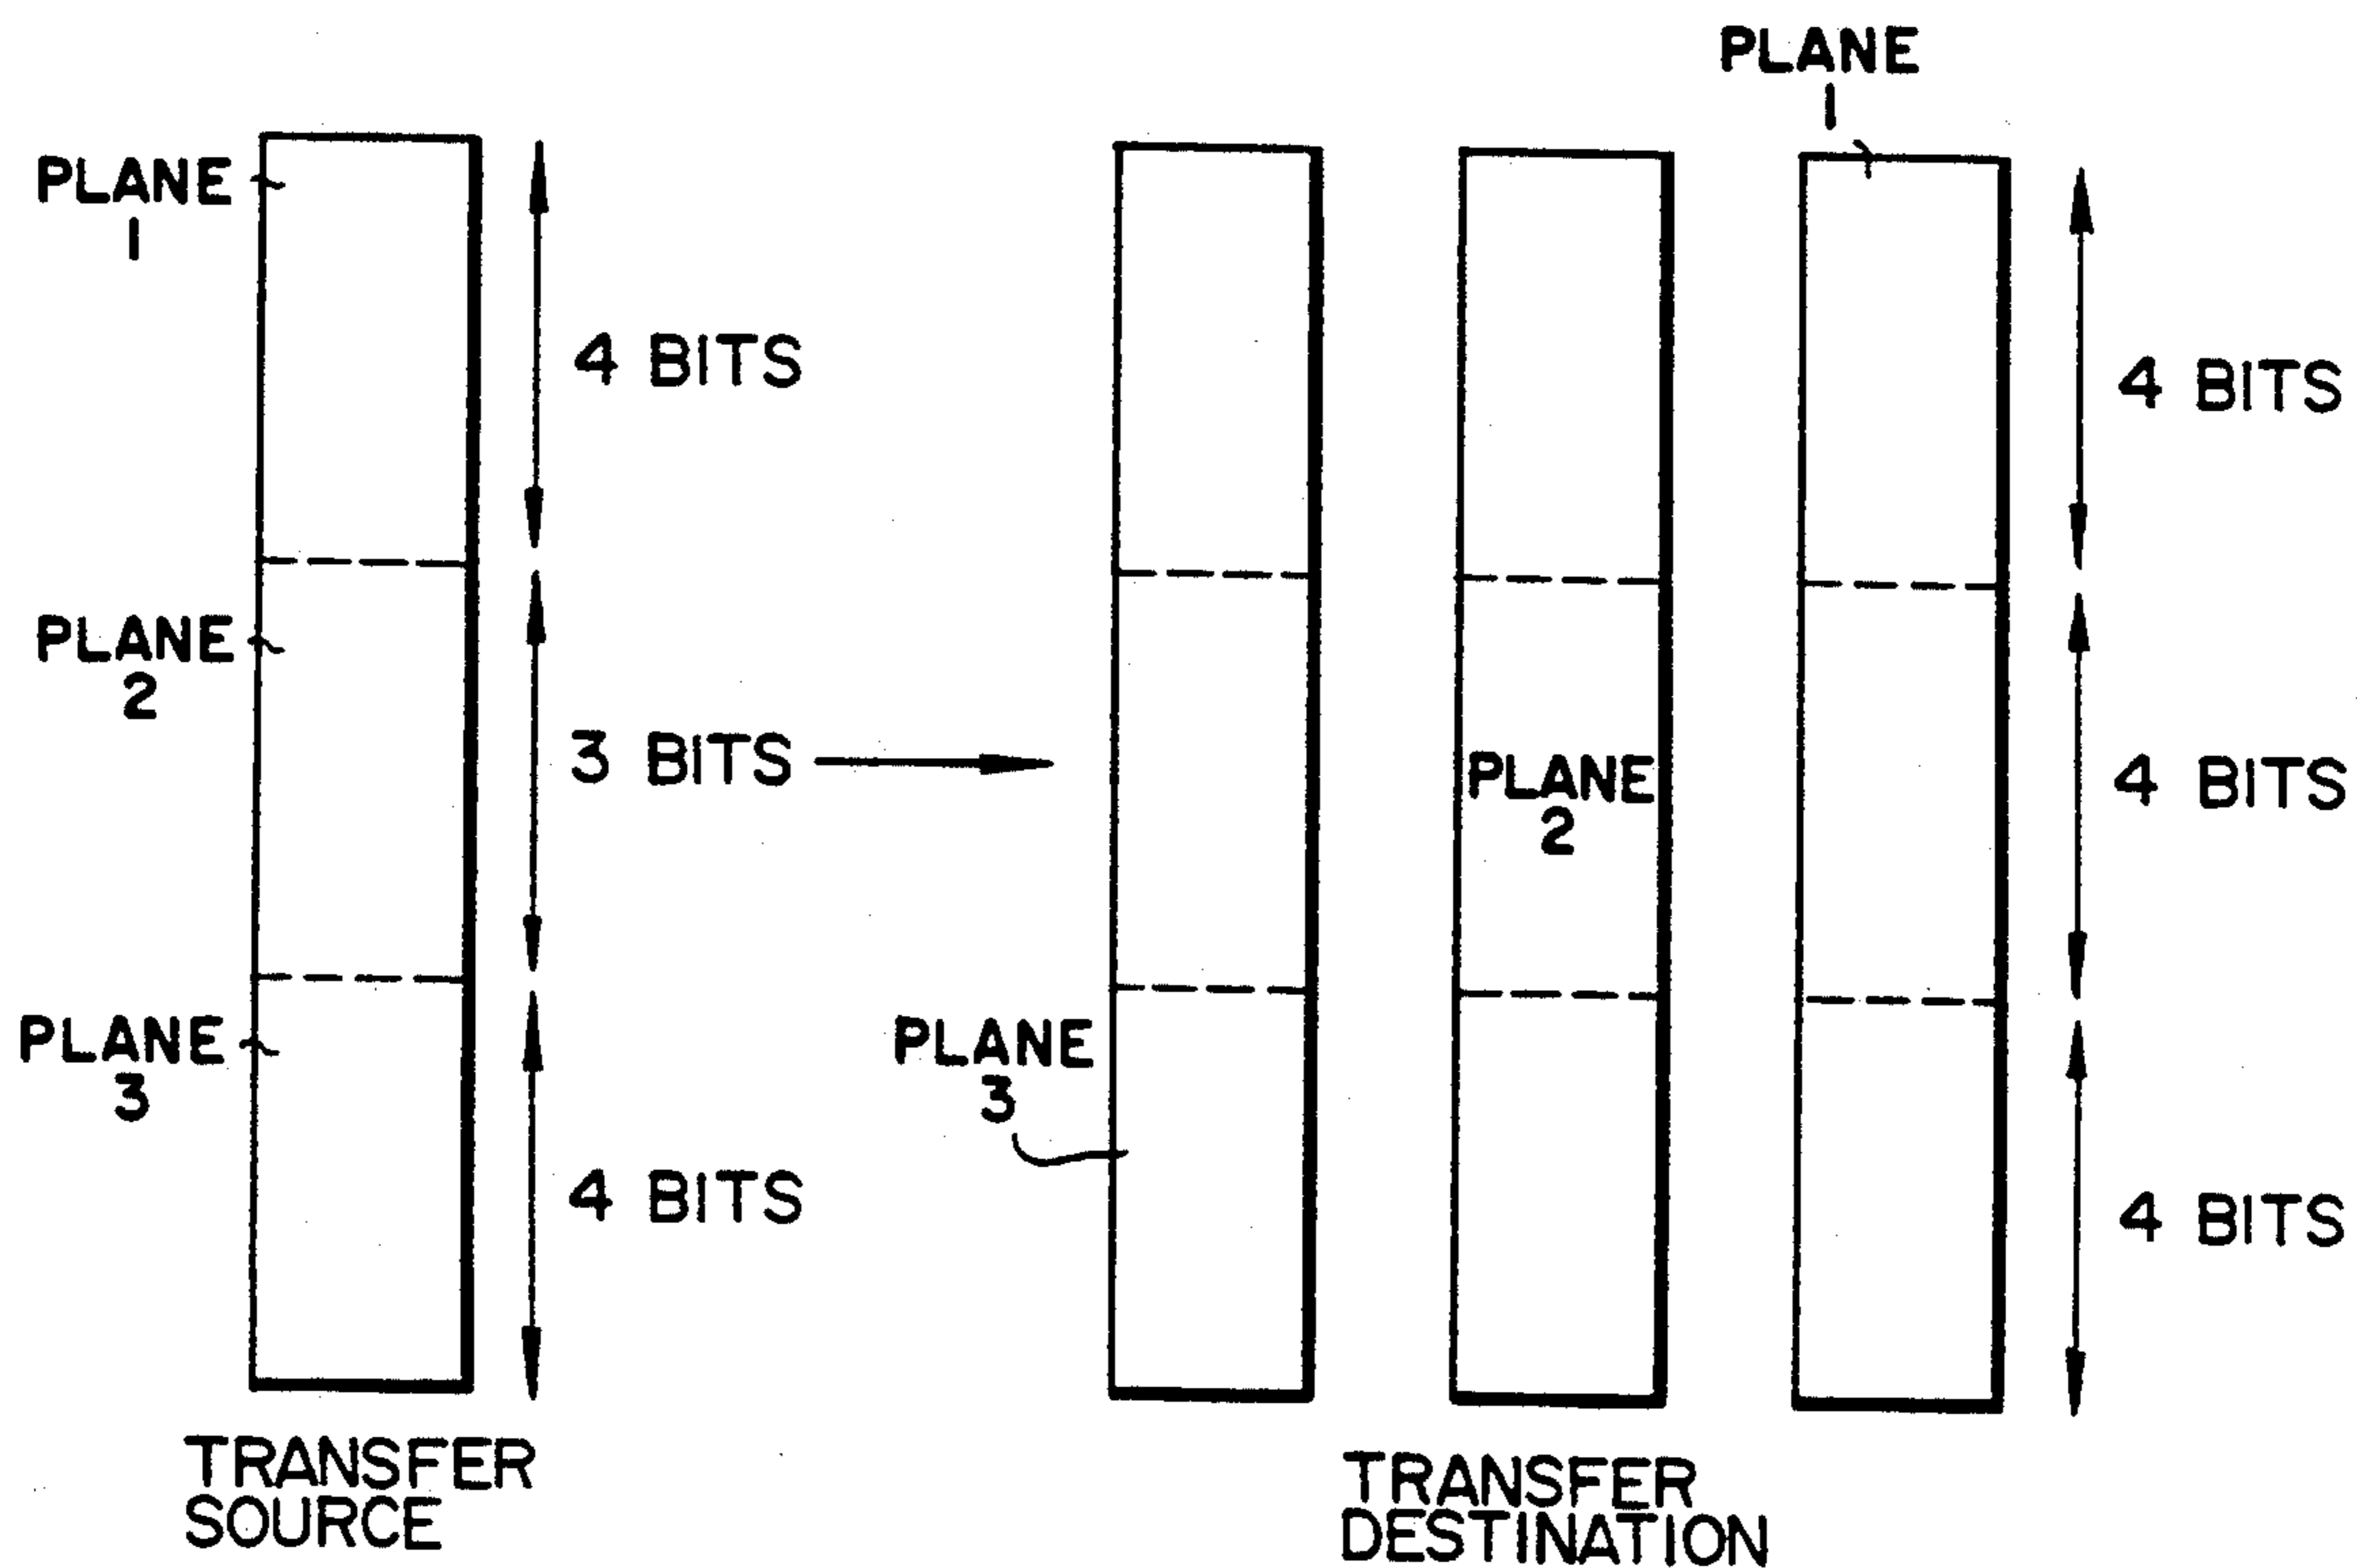 PLANE
1
PLANE
1
4 BITS
4 BITS
PLANE
2
3 BITS
PLANE
2
4 BITS
PLANE
3
PLANE
3
4 BITS
4 BITS
TRANSFER
SOURCE
TRANSFER
DESTINATION